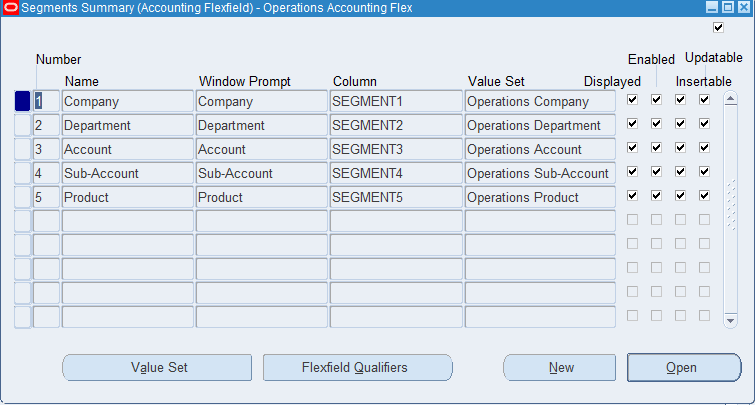 Segments Summary (Accounting Flexfield) - Operations Accounting Flex
Number Enabled Updatable
Name Window Prompt Column Value Set Displayed Insertable
1 Company Company SEGMENT1 Operations Company
2 Department Department SEGMENT2 Operations Department
3 Account Account SEGMENT3 Operations Account
4 Sub-Account Sub-Account SEGMENT4 Operations Sub-Account
5 Product Product SEGMENT5 Operations Product
Value Set Flexfield Qualifiers New Open